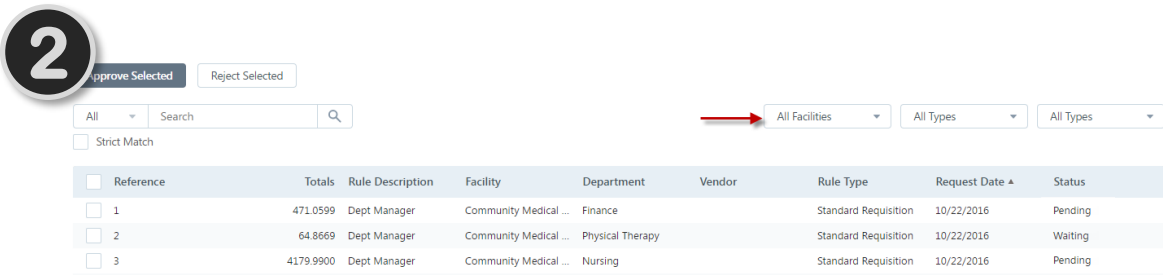 2
Approve Selected Reject Selected
All Search All Facilities All Types All Types
Strict Match
Reference Totals Rule Description Facility Department Vendor Rule Type Request Date Status
1 471.0599 Dept Manager Community Medical ... Finance Standard Requisition 10/22/2016 Pending
2 64.8669 Dept Manager Community Medical ... Physical Therapy Standard Requisition 10/22/2016 Waiting
3 4179.9900 Dept Manager Community Medical ... Nursing Standard Requisition 10/22/2016 Pending